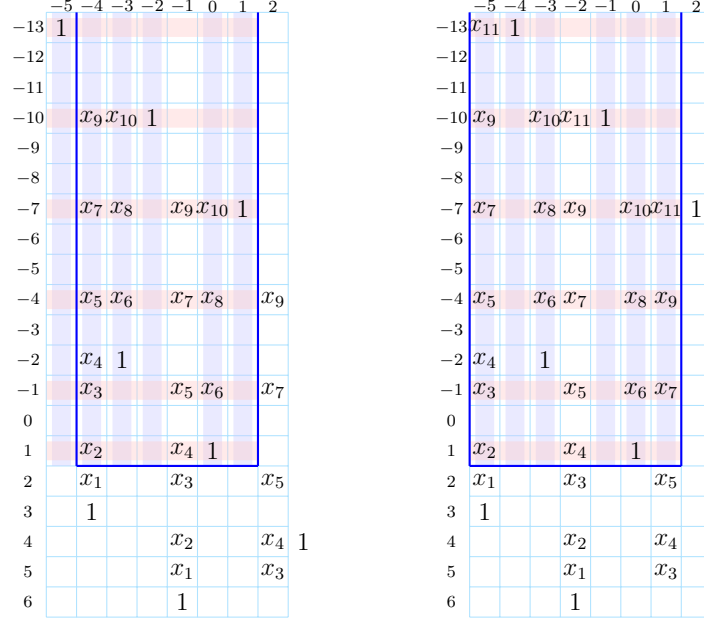 −5 −4 −3 −2 −1 0 1 2 −5 −4 −3 −2 −1 0 1 2
−13 1 −13 x₁₁ 1
−12 −12
−11 −11
−10 x₉ x₁₀ 1 −10 x₉ x₁₀ x₁₁ 1
−9 −9
−8 −8
−7 x₇ x₈ x₉ x₁₀ 1 −7 x₇ x₈ x₉ x₁₀ x₁₁ 1
−6 −6
−5 −5
−4 x₅ x₆ x₇ x₈ x₉ −4 x₅ x₆ x₇ x₈ x₉
−3 −3
−2 x₄ 1 −2 x₄ 1
−1 x₃ x₅ x₆ x₇ −1 x₃ x₅ x₆ x₇
0 0
1 x₂ x₄ 1 1 x₂ x₄ 1
2 x₁ x₃ x₅ 2 x₁ x₃ x₅
3 1 3 1
4 x₂ x₄ 1 4 x₂ x₄
5 x₁ x₃ 5 x₁ x₃
6 1 6 1